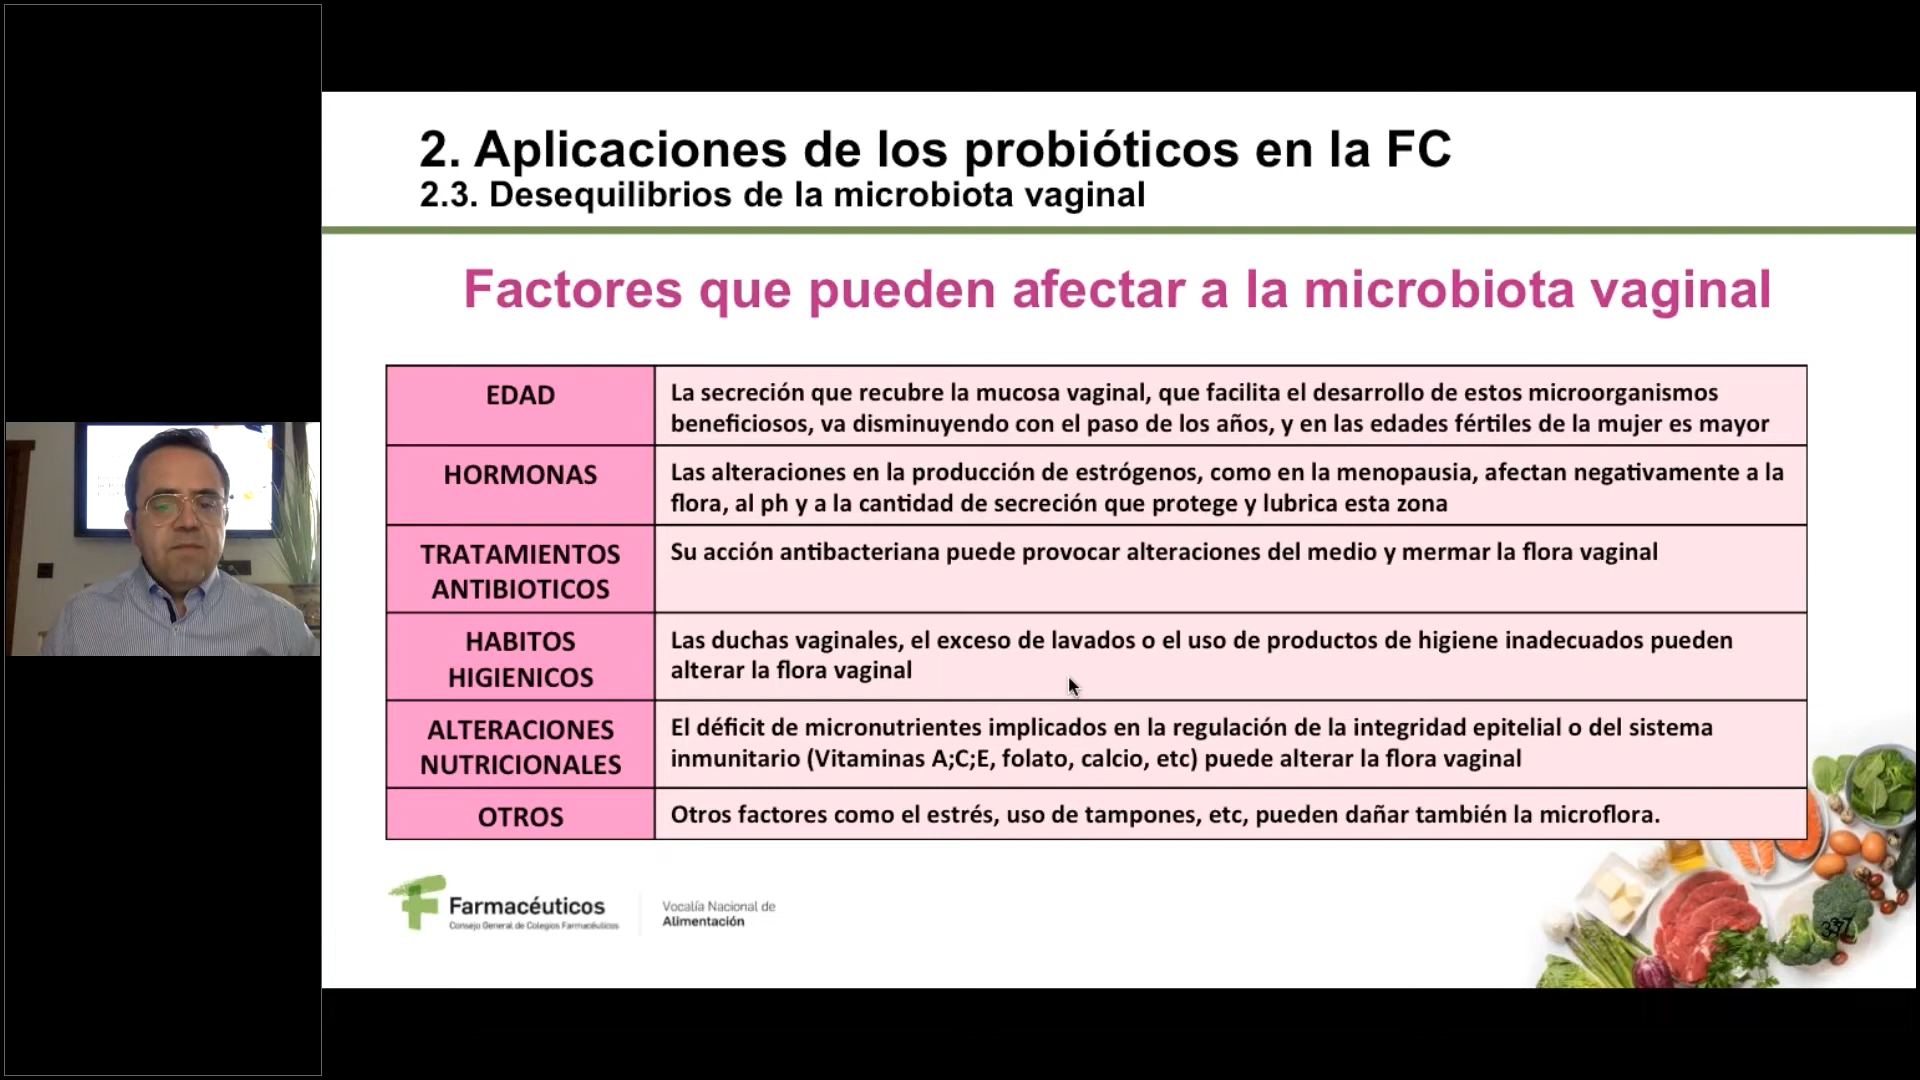 2. Aplicaciones de los probióticos en la FC
2.3. Desequilibrios de la microbiota vaginal
Factores que pueden afectar a la microbiota vaginal
EDAD
La secreción que recubre la mucosa vaginal, que facilita el desarrollo de estos microorganismos
beneficiosos, va disminuyendo con el paso de los años, y en las edades fértiles de la mujer es mayor
HORMONAS
Las alteraciones en la producción de estrógenos, como en la menopausia, afectan negativamente a la
flora, al ph y a la cantidad de secreción que protege y lubrica esta zona
TRATAMIENTOS
ANTIBIOTICOS
Su acción antibacteriana puede provocar alteraciones del medio y mermar la flora vaginal
HABITOS
HIGIENICOS
Las duchas vaginales, el exceso de lavados o el uso de productos de higiene inadecuados pueden
alterar la flora vaginal
ALTERACIONES
NUTRICIONALES
El déficit de micronutrientes implicados en la regulación de la integridad epitelial o del sistema
inmunitario (Vitaminas A;C;E, folato, calcio, etc) puede alterar la flora vaginal
OTROS
Otros factores como el estrés, uso de tampones, etc, pueden dañar también la microflora.
Farmacéuticos
Consejo General de Colegios Farmacéuticos
Vocalía Nacional de
Alimentación